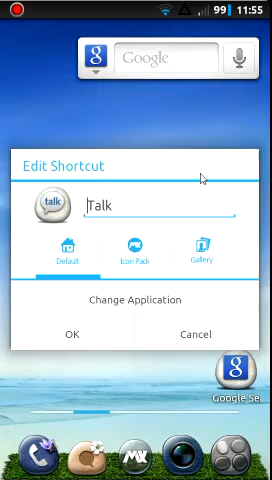 99 11:55
g Google
Edit Shortcut
talk Talk
Default Icon Pack Gallery
Change Application
OK Cancel
g
Google Se